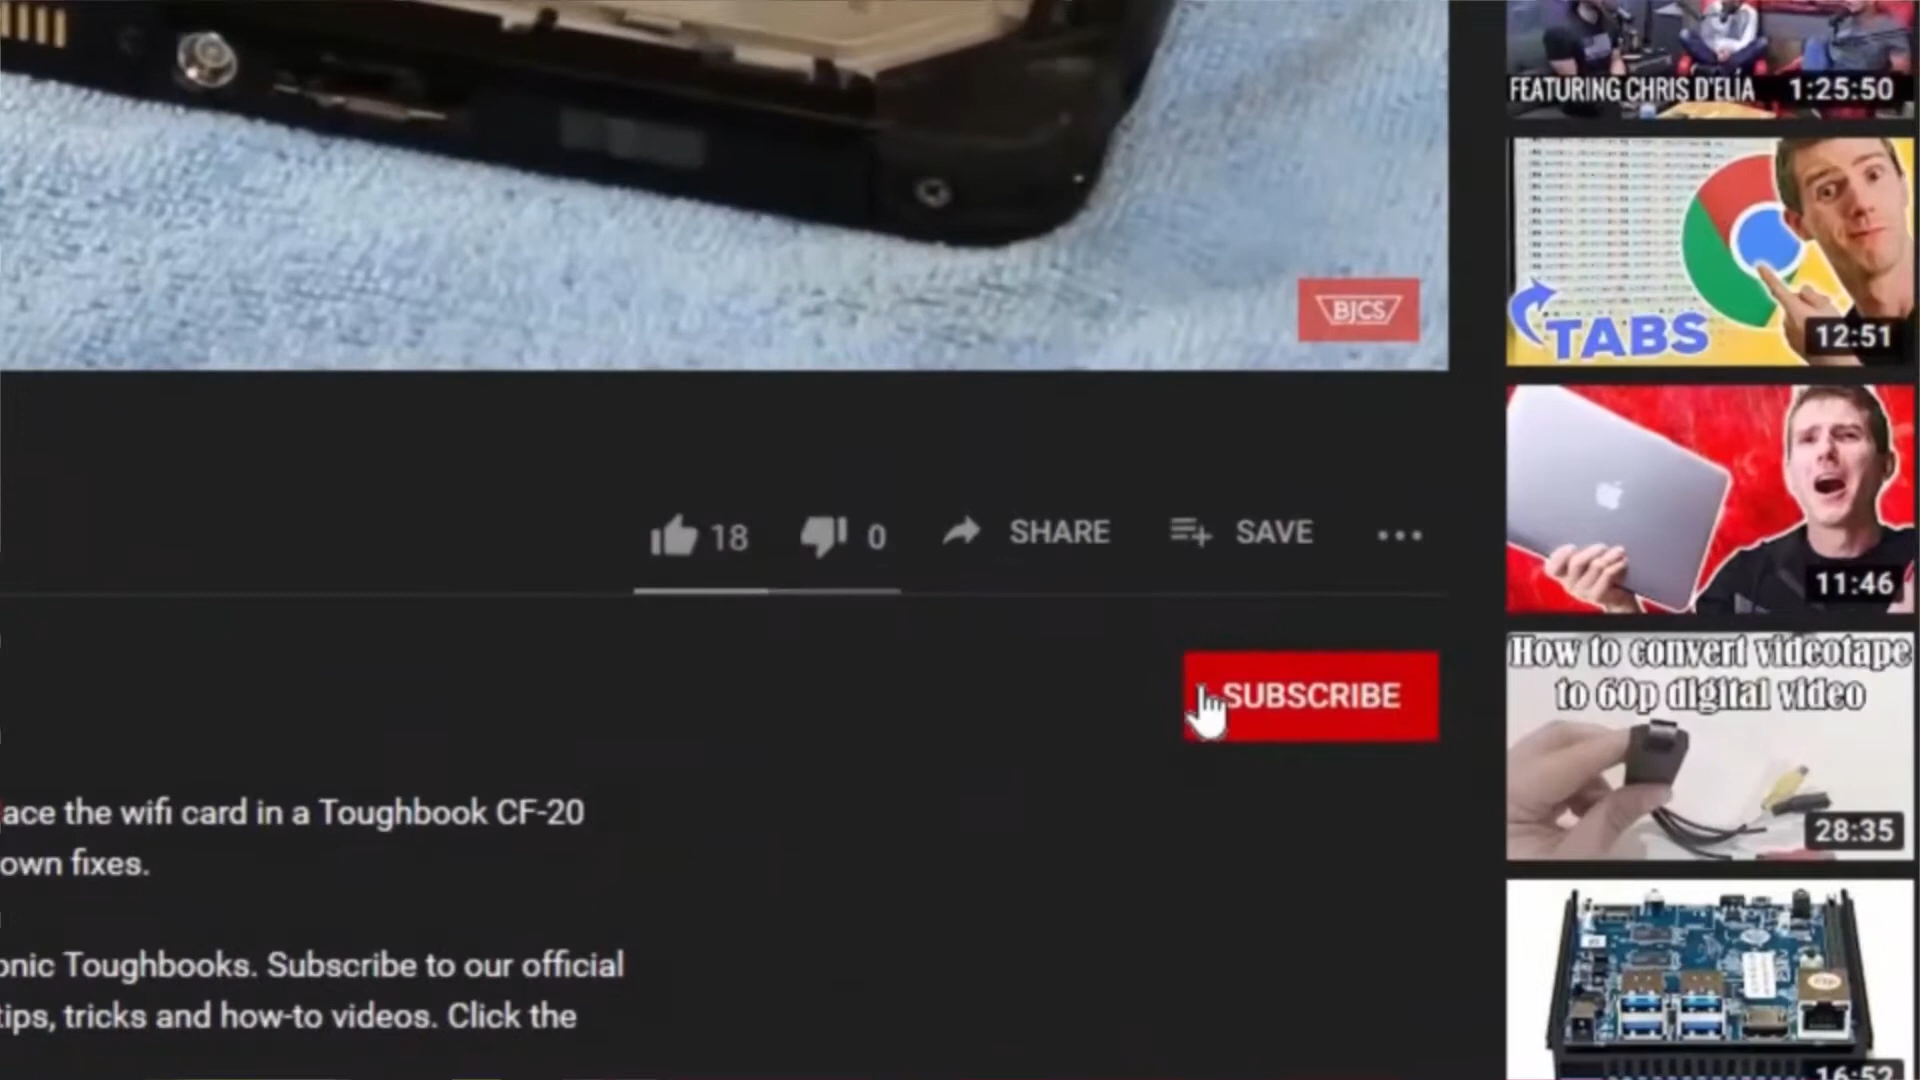 FEATURING CHRIS D'ELIA
1:25:50
TABS
12:51
BJCS
11:46
18
0
SHARE
SAVE
SUBSCRIBE
How to convert videotape
to 60p digital video
28:35
ace the wifi card in a Toughbook CF-20
own fixes.
onic Toughbooks. Subscribe to our official
tips, tricks and how-to videos. Click the
16:52